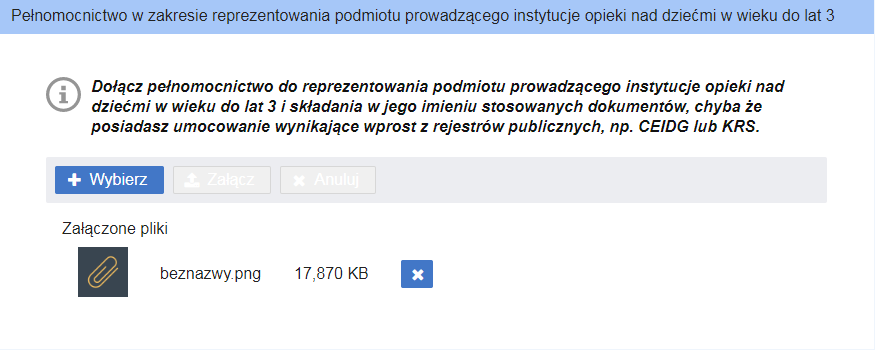 Pełnomocnictwo w zakresie reprezentowania podmiotu prowadzącego instytucje opieki nad dziećmi w wieku do lat 3
Dołącz pełnomocnictwo do reprezentowania podmiotu prowadzącego instytucje opieki nad
dziećmi w wieku do lat 3 i składania w jego imieniu stosowanych dokumentów, chyba że
posiadasz umocowanie wynikające wprost z rejestrów publicznych, np. CEIDG lub KRS.
Wybierz Załącz Anuluj
Załączone pliki
beznazwy.png 17,870 KB